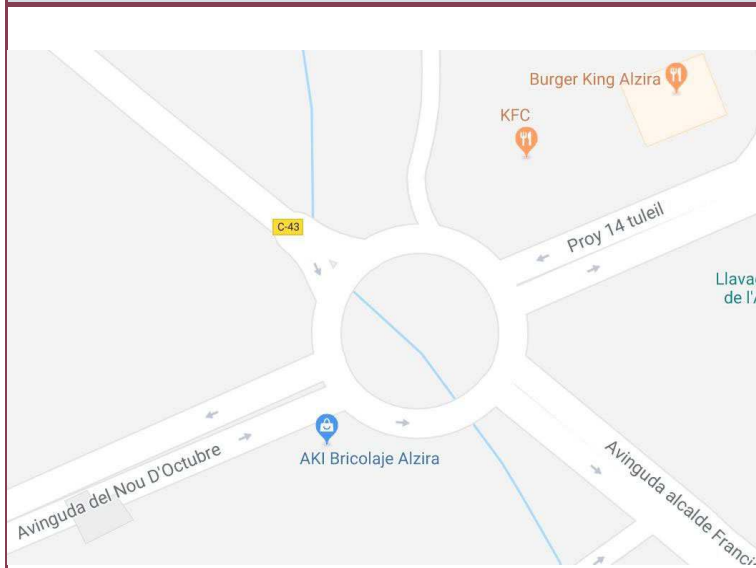 Burger King Alzira
KFC
C-43
Proy 14 tuleil
Llava
de l'
AKI Bricolaje Alzira
Avinguda del Nou D'Octubre
Avinguda alcalde Franci